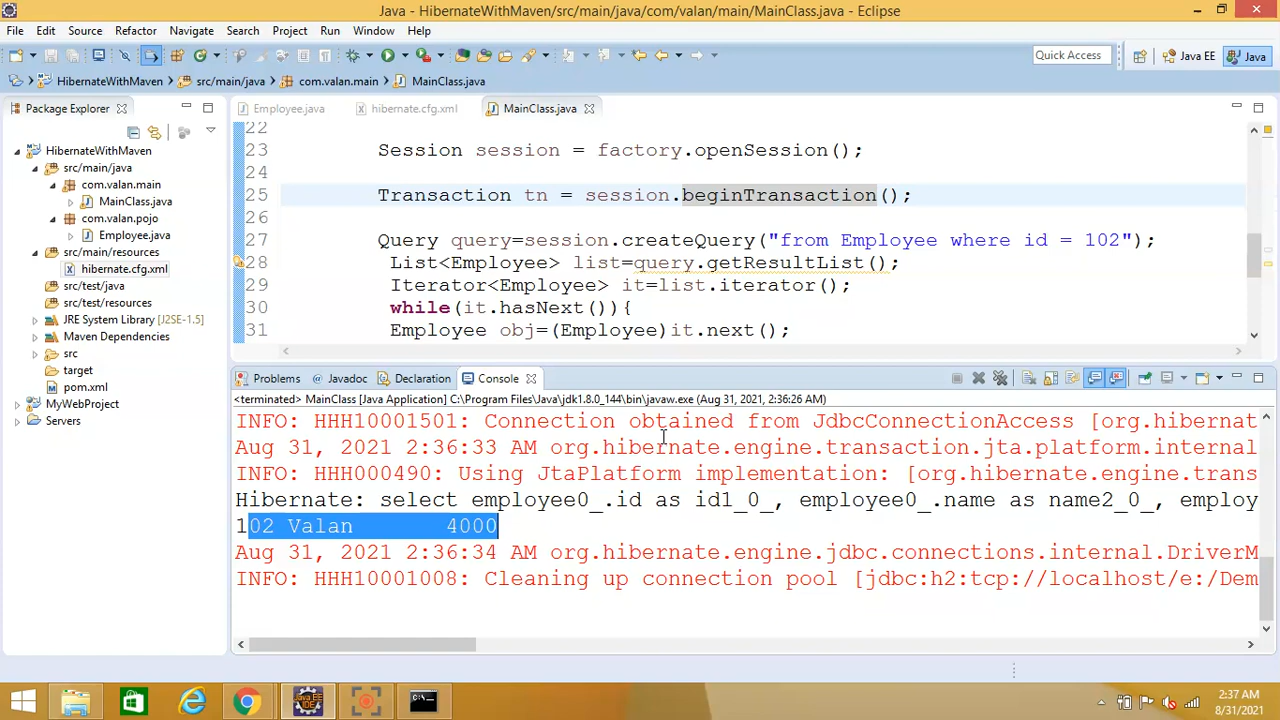 Java - HibernateWithMaven/src/main/java/com/valan/main/MainClass.java - Eclipse
File Edit Source Refactor Navigate Search Project Run Window Help
Quick Access
Java EE
Java
HibernateWithMaven
src/main/java
com.valan.main
MainClass.java
Package Explorer
HibernateWithMaven
src/main/java
com.valan.main
MainClass.java
com.valan.pojo
Employee.java
src/main/resources
hibernate.cfg.xml
src/test/java
src/test/resources
JRE System Library [J2SE-1.5]
Maven Dependencies
src
target
pom.xml
MyWebProject
Servers
Employee.java
hibernate.cfg.xml
MainClass.java
22
23 Session session = factory.openSession();
24
25 Transaction tn = session.beginTransaction();
26
27 Query query=session.createQuery("from Employee where id = 102");
28 List<Employee> list=query.getResultList();
29 Iterator<Employee> it=list.iterator();
30 while(it.hasNext()){
31 Employee obj=(Employee)it.next();
Problems
@ Javadoc
Declaration
Console
<terminated> MainClass [Java Application] C:\Program Files\Java\jdk1.8.0_144\bin\javaw.exe (Aug 31, 2021, 2:36:26 AM)
INFO: HHH10001501: Connection obtained from JdbcConnectionAccess [org.hibernat
Aug 31, 2021 2:36:33 AM org.hibernate.engine.transaction.jta.platform.internal
INFO: HHH000490: Using JtaPlatform implementation: [org.hibernate.engine.trans
Hibernate: select employee0_.id as id1_0_, employee0_.name as name2_0_, employ
102 Valan 4000
Aug 31, 2021 2:36:34 AM org.hibernate.engine.jdbc.connections.internal.DriverM
INFO: HHH10001008: Cleaning up connection pool [jdbc:h2:tcp://localhost/e:/Dem
Java EE
IDE
C:\.
2:37 AM
8/31/2021